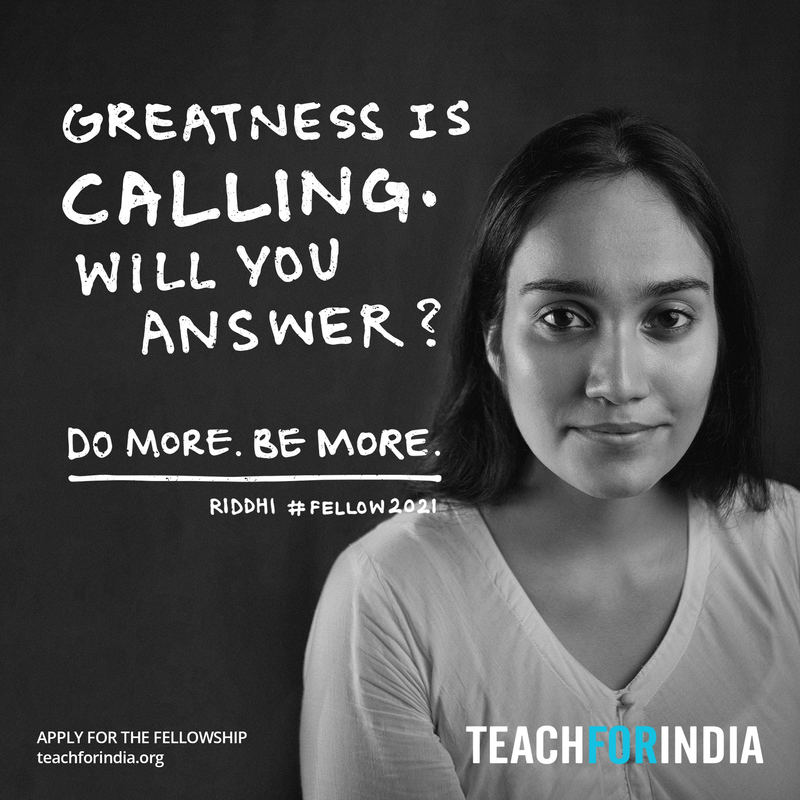 GREATNESS IS
CALLING.
WILL YOU
ANSWER?
DO MORE. BE MORE.
RIDDHI #FELLOW2021
APPLY FOR THE FELLOWSHIP
teachforindia.org
TEACHFORINDIA